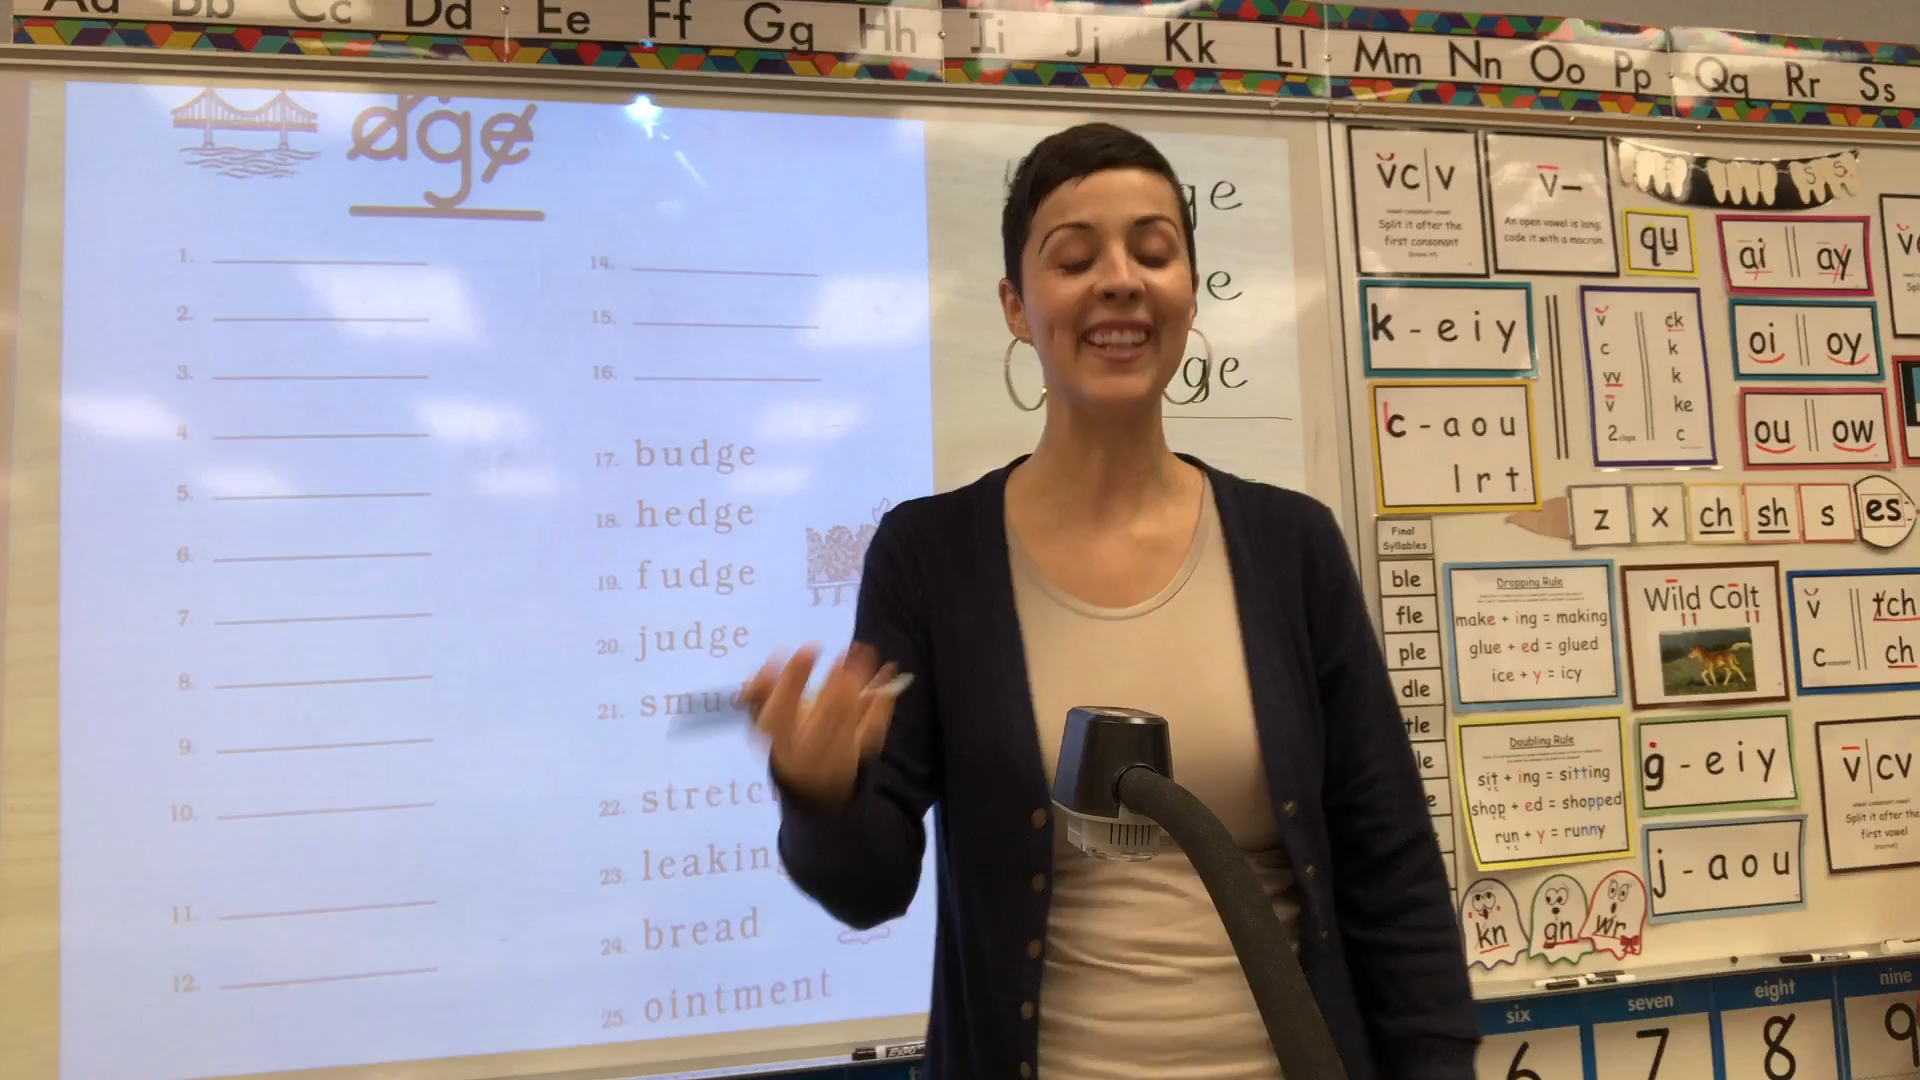 Aa Bb Cc Dd Ee Ff Gg Hh Ii Jj Kk Ll Mm Nn Oo Pp Qq Rr Ss
dge
1.
2.
3.
4.
5.
6.
7.
8.
9.
10.
11.
12.
14.
15.
16.
17. budge
18. hedge
19. fudge
20. judge
21.
22.
23.
24. bread
25. ointment
ge
e
ge
EXPO
v̆c|v
Split it after the
first consonant
v̄-
An open vowel is long;
code it with a macron.
qu
ai || ay
k - e i y
v̆ || ck
c || k
vv || k
v̄ || ke
2 || c
oi || oy
c - a o u
l r t
ou || ow
z x ch sh s es
Final
Syllables
ble
fle
ple
dle
tle
Dropping Rule
make + ing = making
glue + ed = glued
ice + y = icy
Wild Colt
v̆ || tch
c || ch
Doubling Rule
sit + ing = sitting
shop + ed = shopped
run + y = runny
ġ - e i y
v̄|cv
Split it after the
first vowel
j - a o u
kn gn wr
six seven eight nine
6 7 8 9